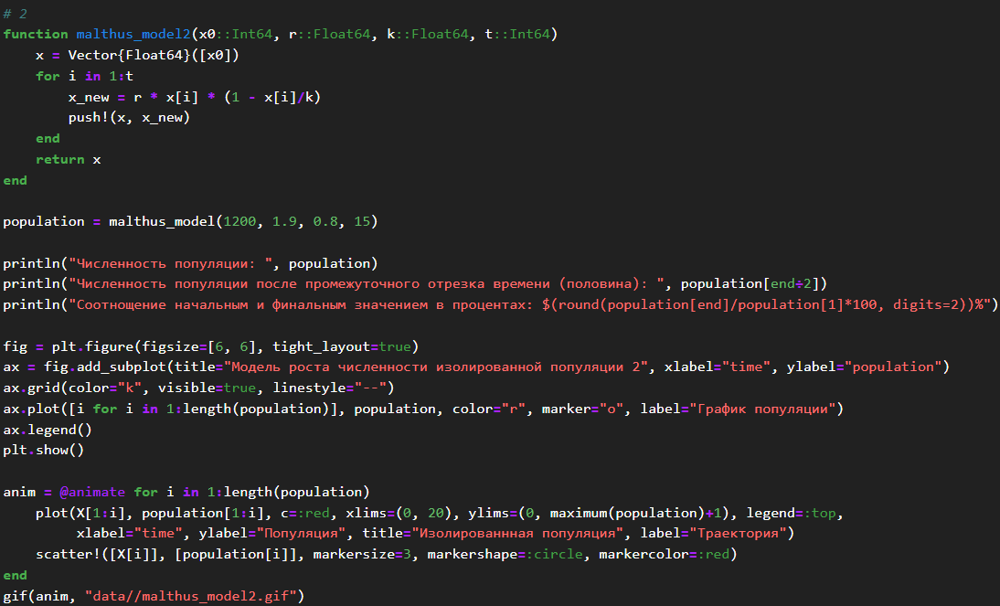 # 2
function malthus_model2(x0::Int64, r::Float64, k::Float64, t::Int64)
    x = Vector{Float64}([x0])
    for i in 1:t
        x_new = r * x[i] * (1 - x[i]/k)
        push!(x, x_new)
    end
    return x
end
population = malthus_model(1200, 1.9, 0.8, 15)
println("Численность популяции: ", population)
println("Численность популяции после промежуточного отрезка времени (половина): ", population[end÷2])
println("Соотнощение начальным и финальным значением в процентах: $(round(population[end]/population[1]*100, digits=2))%")
fig = plt.figure(figsize=[6, 6], tight_layout=true)
ax = fig.add_subplot(title="Модель роста численности изолированной популяции 2", xlabel="time", ylabel="population")
ax.grid(color="k", visible=true, linestyle="--")
ax.plot([i for i in 1:length(population)], population, color="r", marker="o", label="График популяции")
ax.legend()
plt.show()
anim = @animate for i in 1:length(population)
    plot(X[1:i], population[1:i], c=:red, xlims=(0, 20), ylims=(0, maximum(population)+1), legend=:top,
         xlabel="time", ylabel="Популяция", title="Изолированнная популяция", label="Траектория")
    scatter!([X[i]], [population[i]], markersize=3, markershape=:circle, markercolor=:red)
end
gif(anim, "data//malthus_model2.gif")